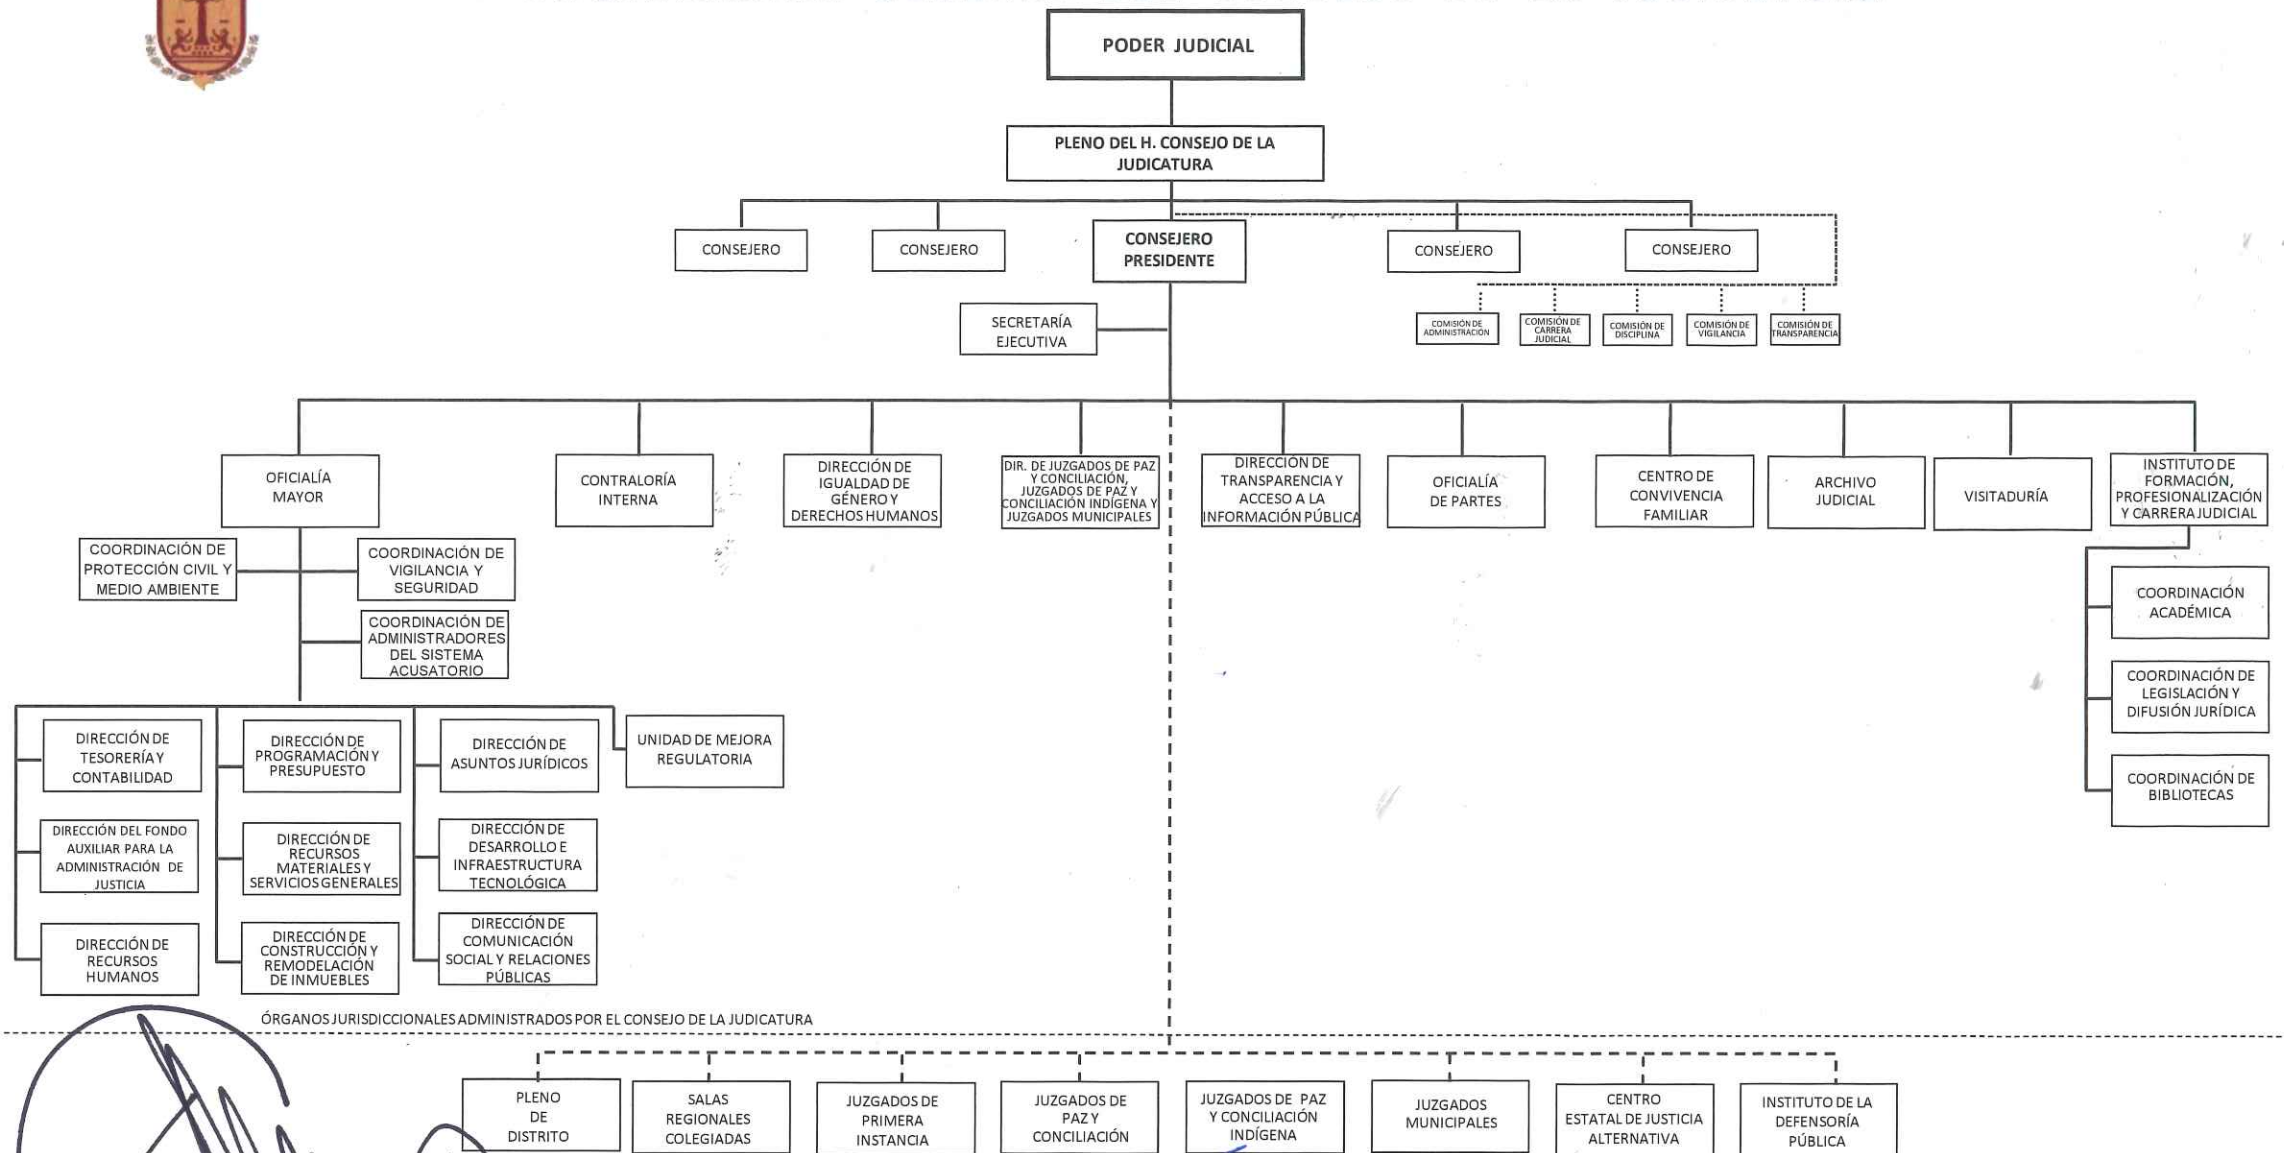 PODER JUDICIAL
PLENO DEL H. CONSEJO DE LA
JUDICATURA
CONSEJERO
CONSEJERO
CONSEJERO
PRESIDENTE
CONSEJERO
CONSEJERO
SECRETARÍA
EJECUTIVA
COMISIÓN DE
ADMINISTRACIÓN
COMISIÓN DE
CARRERA
JUDICIAL
COMISIÓN DE
DISCIPLINA
COMISIÓN DE
VIGILANCIA
COMISIÓN DE
TRANSPARENCIA
OFICIALÍA
MAYOR
CONTRALORÍA
INTERNA
DIRECCIÓN DE
IGUALDAD DE
GÉNERO Y
DERECHOS HUMANOS
DIR. DE JUZGADOS DE PAZ
Y CONCILIACIÓN,
JUZGADOS DE PAZ Y
CONCILIACIÓN INDÍGENA Y
JUZGADOS MUNICIPALES
DIRECCIÓN DE
TRANSPARENCIA Y
ACCESO A LA
INFORMACIÓN PÚBLICA
OFICIALÍA
DE PARTES
CENTRO DE
CONVIVENCIA
FAMILIAR
ARCHIVO
JUDICIAL
VISITADURÍA
INSTITUTO DE
FORMACIÓN,
PROFESIONALIZACIÓN
Y CARRERA JUDICIAL
COORDINACIÓN DE
PROTECCIÓN CIVIL Y
MEDIO AMBIENTE
COORDINACIÓN DE
VIGILANCIA Y
SEGURIDAD
COORDINACIÓN DE
ADMINISTRADORES
DEL SISTEMA
ACUSATORIO
COORDINACIÓN
ACADÉMICA
COORDINACIÓN DE
LEGISLACIÓN Y
DIFUSIÓN JURÍDICA
COORDINACIÓN DE
BIBLIOTECAS
DIRECCIÓN DE
TESORERÍA Y
CONTABILIDAD
DIRECCIÓN DE
PROGRAMACIÓN Y
PRESUPUESTO
DIRECCIÓN DE
ASUNTOS JURÍDICOS
UNIDAD DE MEJORA
REGULATORIA
DIRECCIÓN DEL FONDO
AUXILIAR PARA LA
ADMINISTRACIÓN DE
JUSTICIA
DIRECCIÓN DE
RECURSOS
MATERIALES Y
SERVICIOS GENERALES
DIRECCIÓN DE
DESARROLLO E
INFRAESTRUCTURA
TECNOLÓGICA
DIRECCIÓN DE
RECURSOS
HUMANOS
DIRECCIÓN DE
CONSTRUCCIÓN Y
REMODELACIÓN
DE INMUEBLES
DIRECCIÓN DE
COMUNICACIÓN
SOCIAL Y RELACIONES
PÚBLICAS
ÓRGANOS JURISDICCIONALES ADMINISTRADOS POR EL CONSEJO DE LA JUDICATURA
PLENO
DE
DISTRITO
SALAS
REGIONALES
COLEGIADAS
JUZGADOS DE
PRIMERA
INSTANCIA
JUZGADOS DE
PAZ Y
CONCILIACIÓN
JUZGADOS DE PAZ
Y CONCILIACIÓN
INDÍGENA
JUZGADOS
MUNICIPALES
CENTRO
ESTATAL DE JUSTICIA
ALTERNATIVA
INSTITUTO DE LA
DEFENSORÍA
PÚBLICA